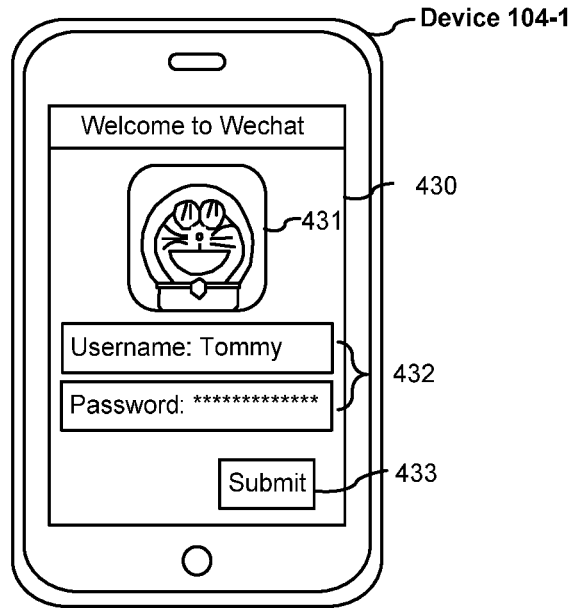 Device 104-1
Welcome to Wechat
430
431
Username: Tommy
432
Password: *************
Submit
433